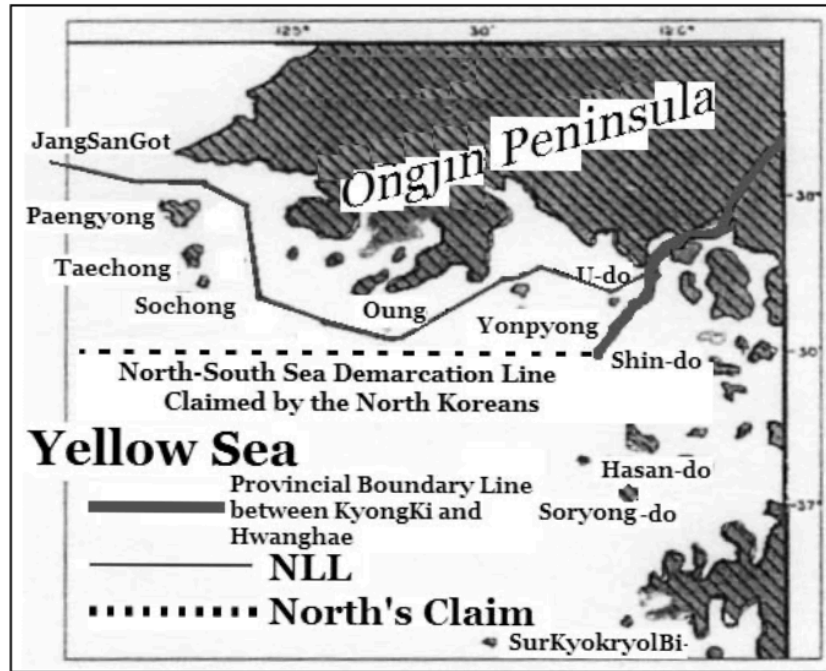 125°
30'
126°
JangSanGot
Ongjin Peninsula
38°
Paengyong
Taechong
Sochong
Oung
U-do
Yonpyong
30'
Shin-do
North-South Sea Demarcation Line
Claimed by the North Koreans
Yellow Sea
Hasan-do
Soryong-do
37°
Provincial Boundary Line
between KyongKi and
Hwanghae
NLL
North's Claim
SurKyokryolBi-